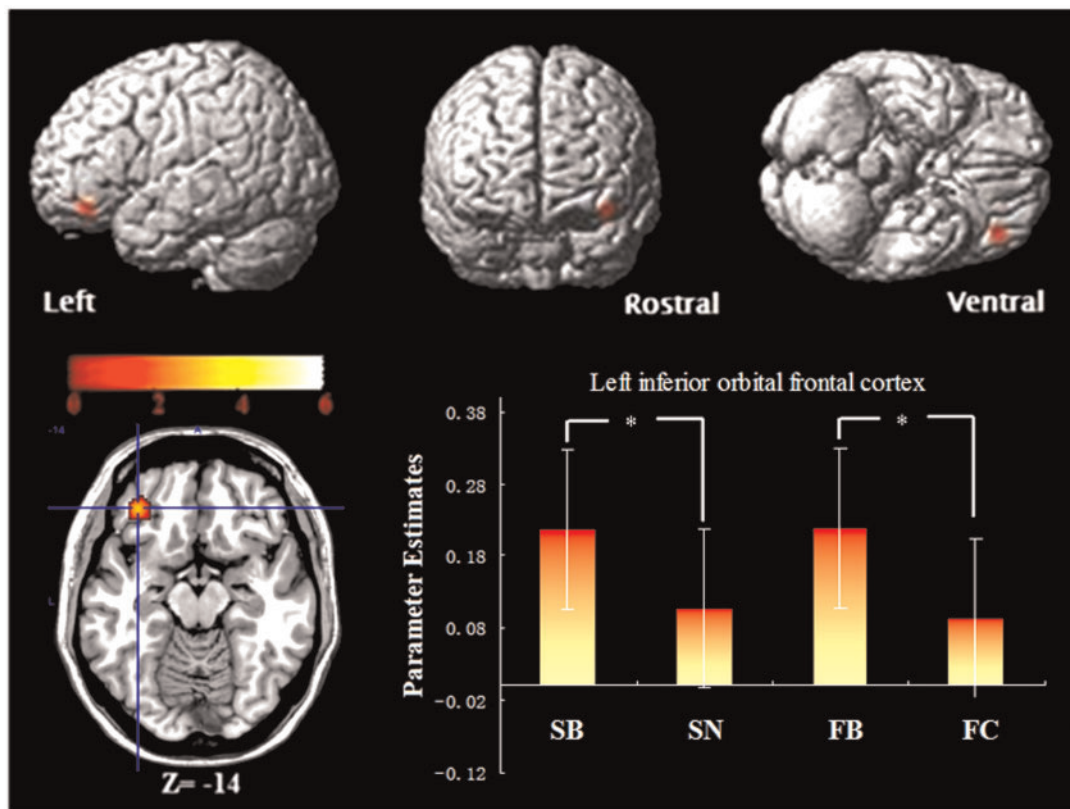 Left
Rostral
Ventral
0 2 4 6
-14
A
L
Z= -14
Left inferior orbital frontal cortex
Parameter Estimates
0.38
0.28
0.18
0.08
-0.02
-0.12
*
*
SB SN FB FC